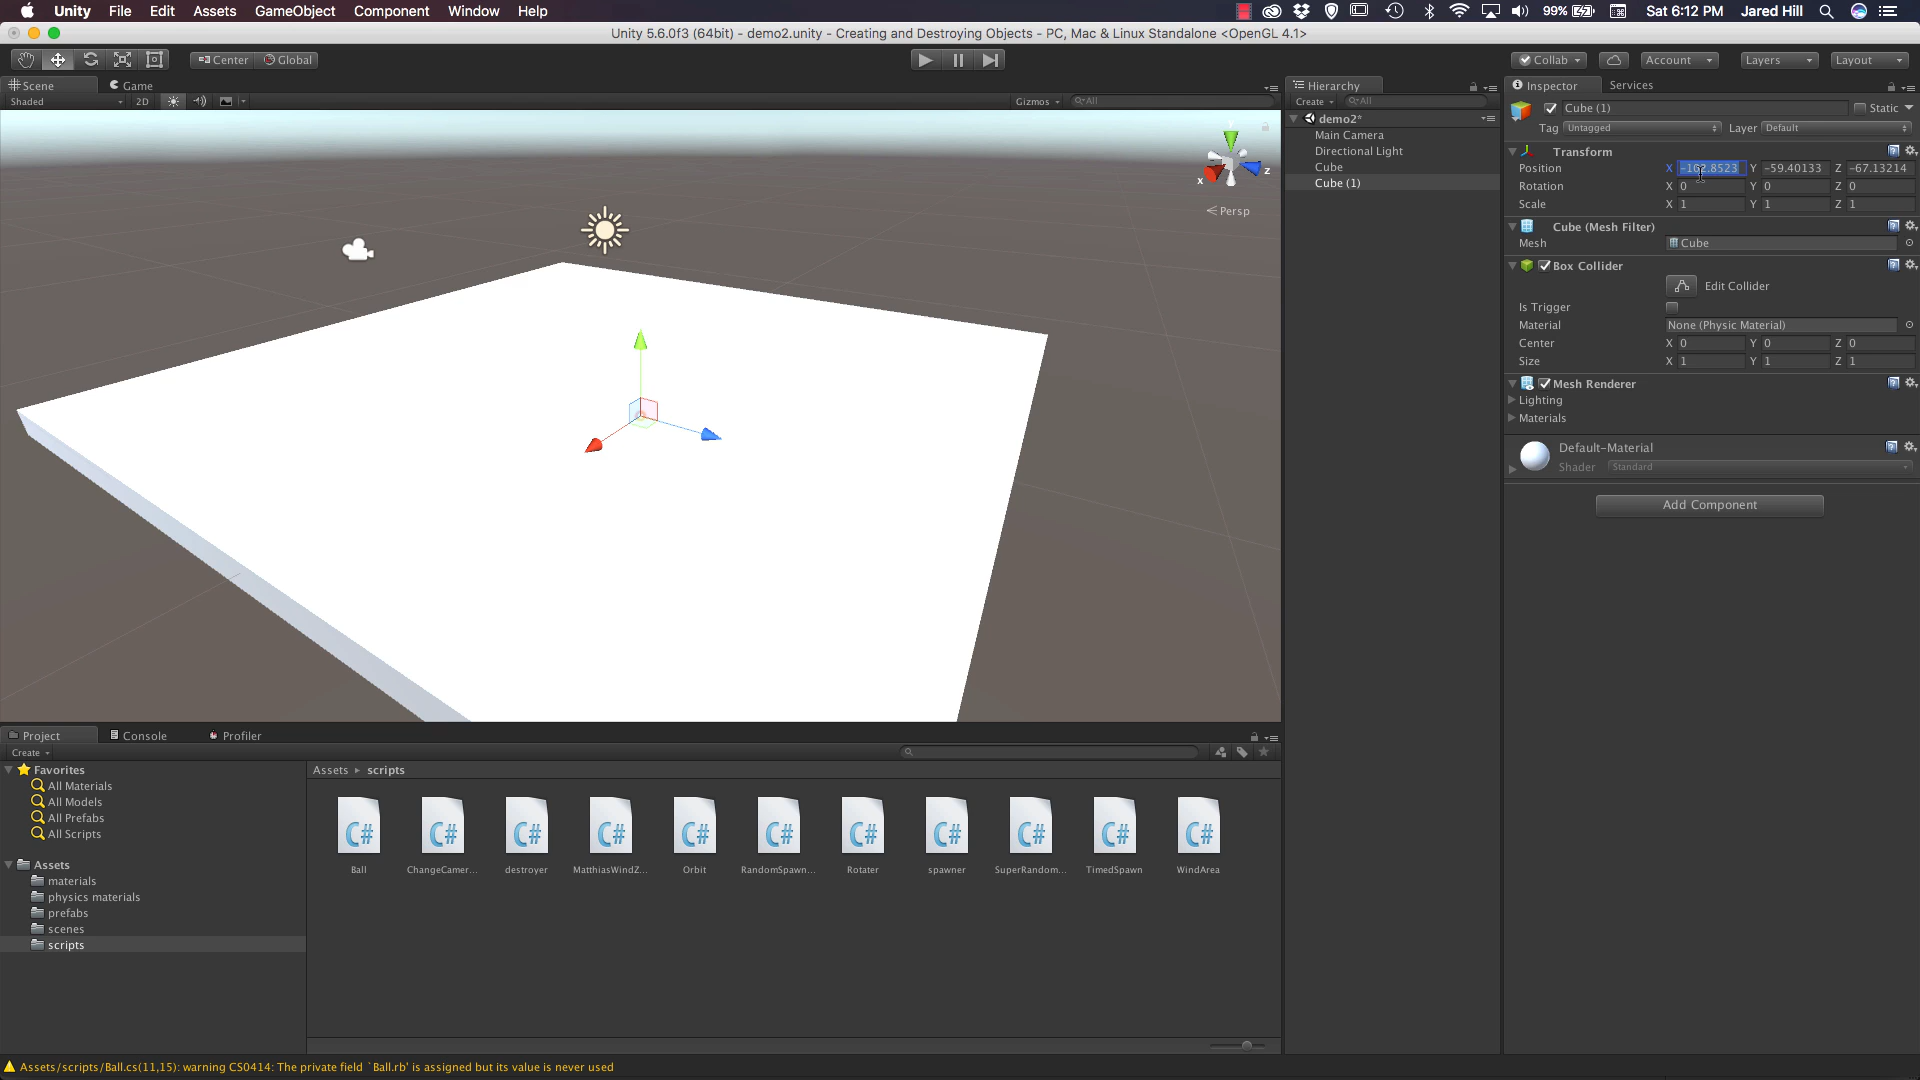 Unity File Edit Assets GameObject Component Window Help 99% Sat 6:12 PM Jared Hill
Unity 5.6.0f3 (64bit) - demo2.unity - Creating and Destroying Objects - PC, Mac & Linux Standalone <OpenGL 4.1>
Center Global Collab Account Layers Layout
Scene Game
Shaded 2D Gizmos All
y
x
z
Persp
Hierarchy
Create All
demo2*
Main Camera
Directional Light
Cube
Cube (1)
Inspector Services
Cube (1) Static
Tag Untagged Layer Default
Transform
Position X -102.8523 Y -59.40133 Z -67.13214
Rotation X 0 Y 0 Z 0
Scale X 1 Y 1 Z 1
Cube (Mesh Filter)
Mesh Cube
Box Collider
Edit Collider
Is Trigger
Material None (Physic Material)
Center X 0 Y 0 Z 0
Size X 1 Y 1 Z 1
Mesh Renderer
Lighting
Materials
Default-Material
Shader Standard
Add Component
Project Console Profiler
Create
Favorites
All Materials
All Models
All Prefabs
All Scripts
Assets
materials
physics materials
prefabs
scenes
scripts
Assets ▸ scripts
C# C# C# C# C# C# C# C# C# C# C#
Ball ChangeCamer... destroyer MatthiasWindZ... Orbit RandomSpawn... Rotater spawner SuperRandom... TimedSpawn WindArea
Assets/scripts/Ball.cs(11,15): warning CS0414: The private field `Ball.rb' is assigned but its value is never used